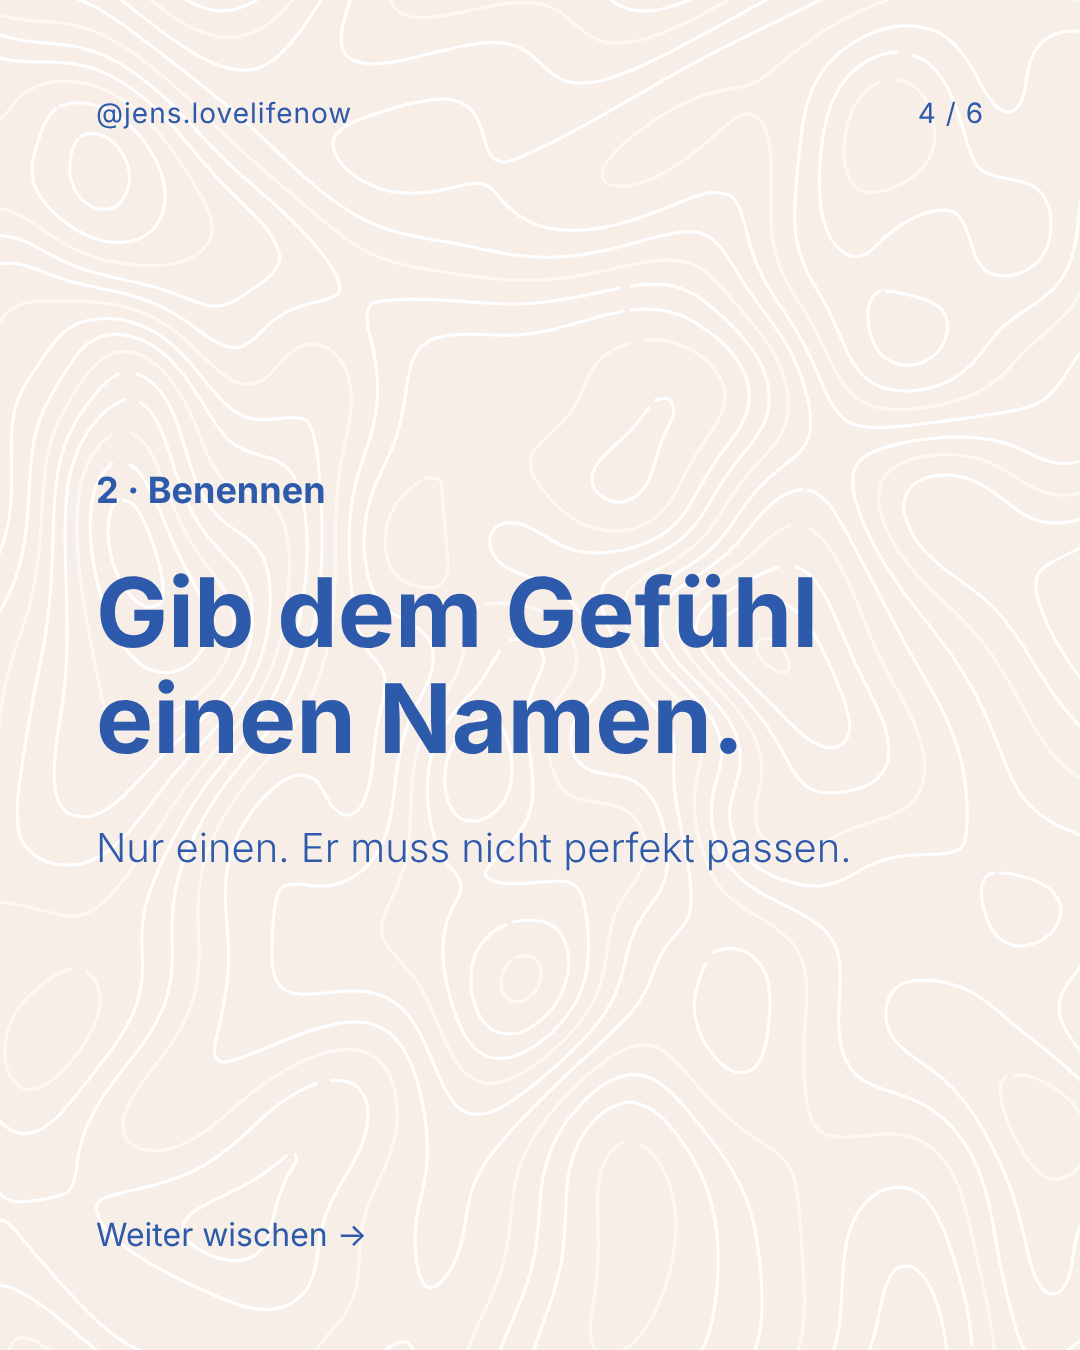 @jens.lovelifenow
4 / 6
2 · Benennen
Gib dem Gefühl
einen Namen.
Nur einen. Er muss nicht perfekt passen.
Weiter wischen →